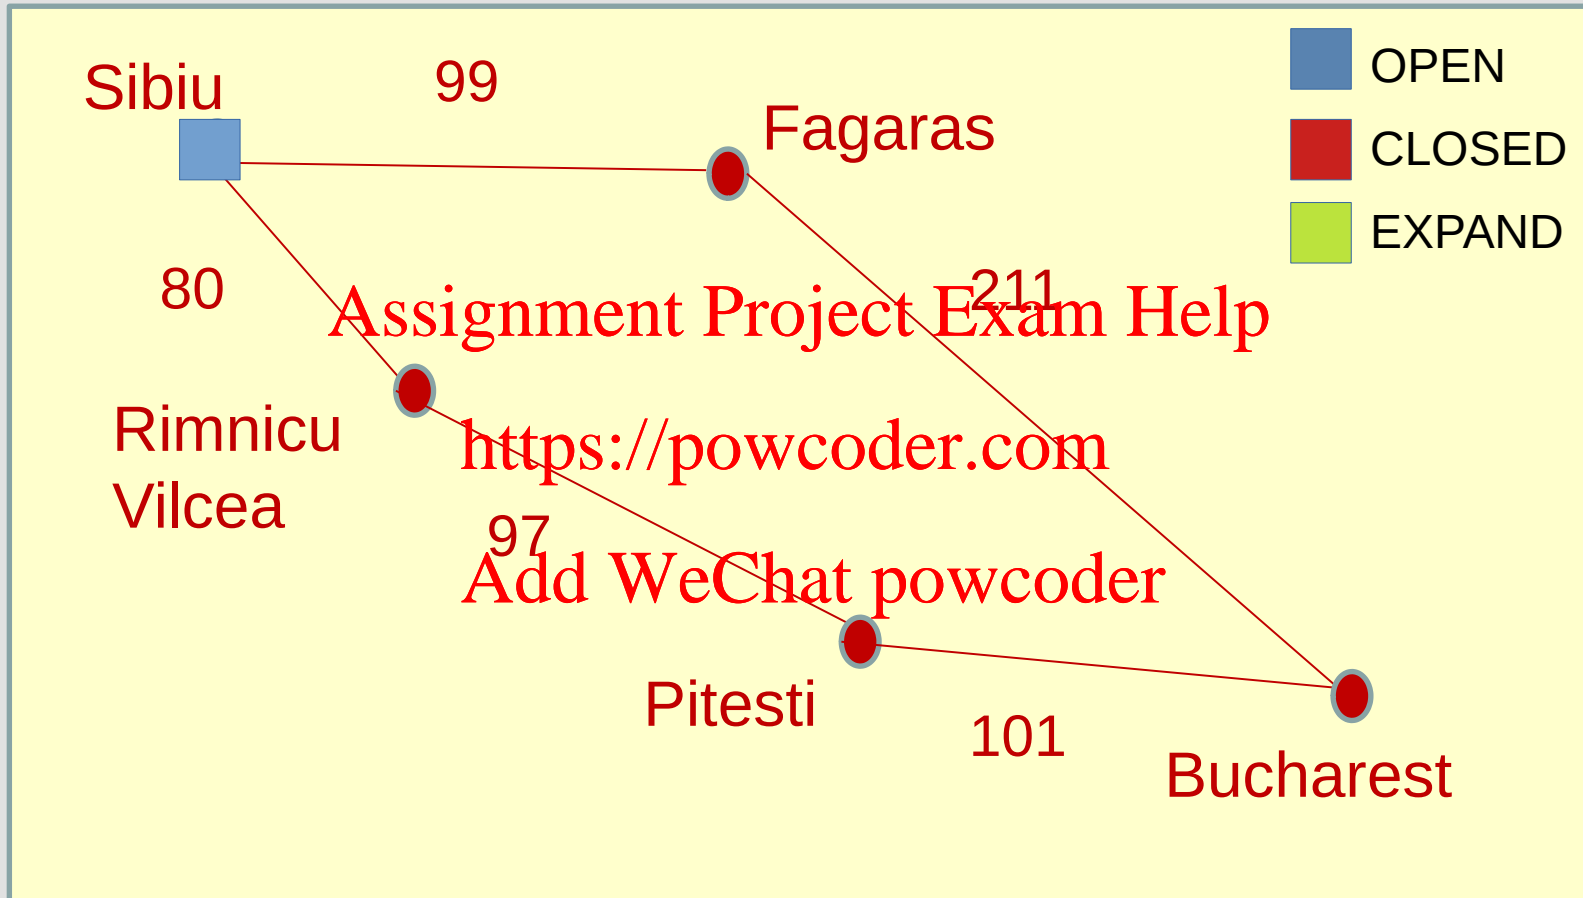 Sibiu
99
Fagaras
OPEN
CLOSED
EXPAND
80
211
Assignment Project Exam Help
Rimnicu
Vilcea
https://powcoder.com
97
Add WeChat powcoder
Pitesti
101
Bucharest